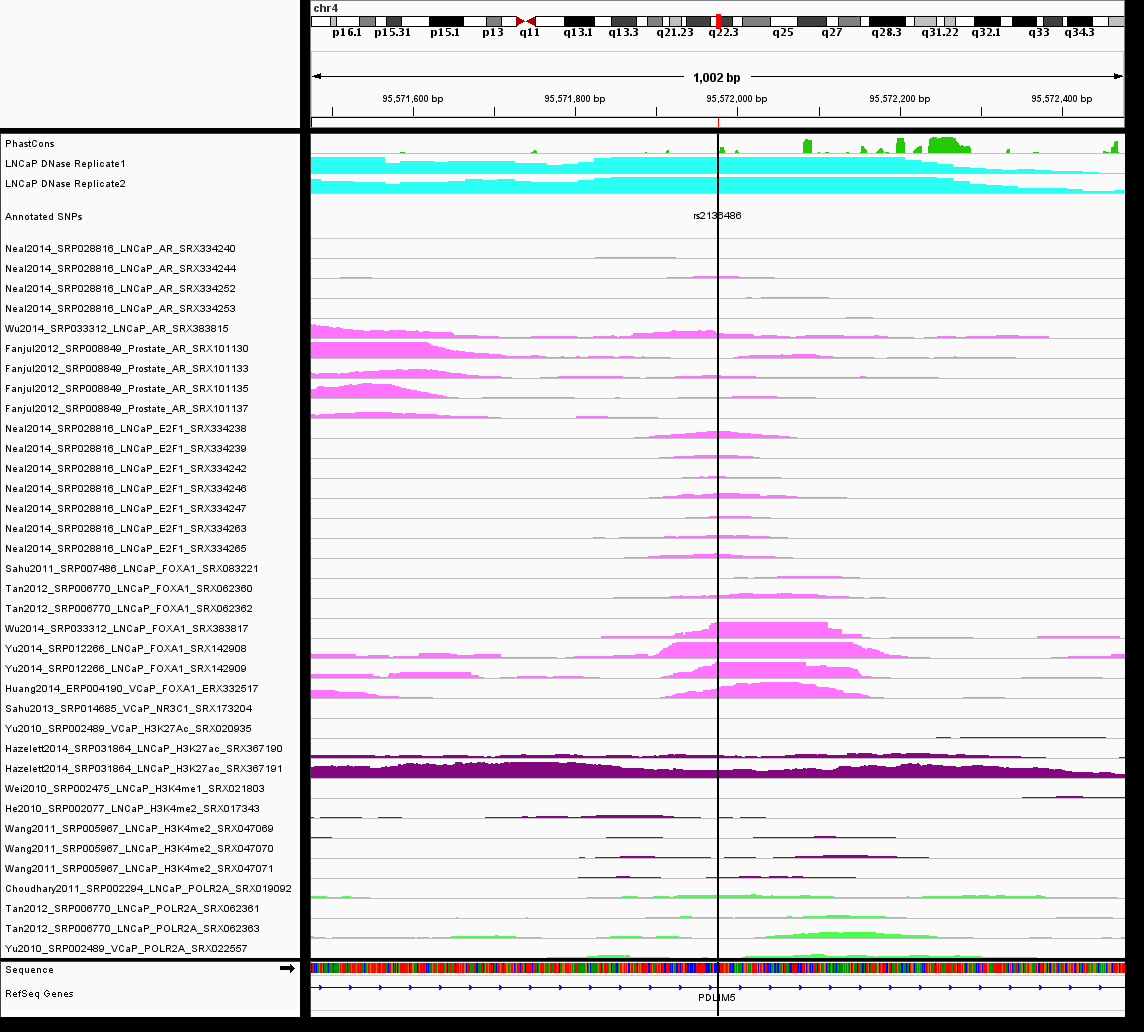 chr4
p16.1 p15.31 p15.1 p13 q11 q13.1 q13.3 q21.23 q22.3 q25 q27 q28.3 q31.22 q32.1 q33 q34.3
1,002 bp
95,571,600 bp 95,571,800 bp 95,572,000 bp 95,572,200 bp 95,572,400 bp
PhastCons
LNCaP DNase Replicate1
LNCaP DNase Replicate2
Annotated SNPs rs2136486
Neal2014_SRP028816_LNCaP_AR_SRX334240
Neal2014_SRP028816_LNCaP_AR_SRX334244
Neal2014_SRP028816_LNCaP_AR_SRX334252
Neal2014_SRP028816_LNCaP_AR_SRX334253
Wu2014_SRP033312_LNCaP_AR_SRX383815
Fanjul2012_SRP008849_Prostate_AR_SRX101130
Fanjul2012_SRP008849_Prostate_AR_SRX101133
Fanjul2012_SRP008849_Prostate_AR_SRX101135
Fanjul2012_SRP008849_Prostate_AR_SRX101137
Neal2014_SRP028816_LNCaP_E2F1_SRX334238
Neal2014_SRP028816_LNCaP_E2F1_SRX334239
Neal2014_SRP028816_LNCaP_E2F1_SRX334242
Neal2014_SRP028816_LNCaP_E2F1_SRX334246
Neal2014_SRP028816_LNCaP_E2F1_SRX334247
Neal2014_SRP028816_LNCaP_E2F1_SRX334263
Neal2014_SRP028816_LNCaP_E2F1_SRX334265
Sahu2011_SRP007486_LNCaP_FOXA1_SRX083221
Tan2012_SRP006770_LNCaP_FOXA1_SRX062360
Tan2012_SRP006770_LNCaP_FOXA1_SRX062362
Wu2014_SRP033312_LNCaP_FOXA1_SRX383817
Yu2014_SRP012266_LNCaP_FOXA1_SRX142908
Yu2014_SRP012266_LNCaP_FOXA1_SRX142909
Huang2014_ERP004190_VCaP_FOXA1_ERX332517
Sahu2013_SRP014685_VCaP_NR3C1_SRX173204
Yu2010_SRP002489_VCaP_H3K27Ac_SRX020935
Hazelett2014_SRP031864_LNCaP_H3K27ac_SRX367190
Hazelett2014_SRP031864_LNCaP_H3K27ac_SRX367191
Wei2010_SRP002475_LNCaP_H3K4me1_SRX021803
He2010_SRP002077_LNCaP_H3K4me2_SRX017343
Wang2011_SRP005967_LNCaP_H3K4me2_SRX047069
Wang2011_SRP005967_LNCaP_H3K4me2_SRX047070
Wang2011_SRP005967_LNCaP_H3K4me2_SRX047071
Choudhary2011_SRP002294_LNCaP_POLR2A_SRX019092
Tan2012_SRP006770_LNCaP_POLR2A_SRX062361
Tan2012_SRP006770_LNCaP_POLR2A_SRX062363
Yu2010_SRP002489_VCaP_POLR2A_SRX022557
Sequence
RefSeq Genes PDLIM5